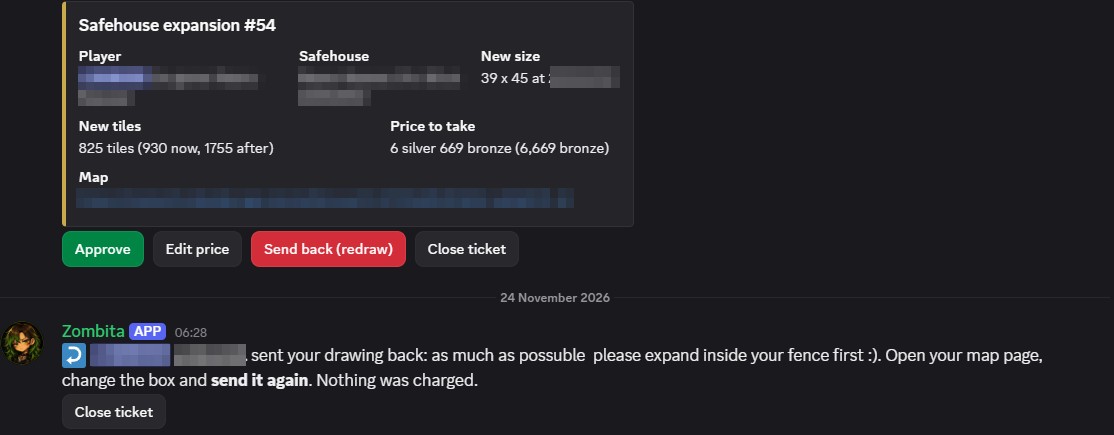 Safehouse expansion #54
Player
Safehouse
New size
39 x 45 at
New tiles
Price to take
825 tiles (930 now, 1755 after)
6 silver 669 bronze (6,669 bronze)
Map
Approve
Edit price
Send back (redraw)
Close ticket
24 November 2026
Zombita APP 06:28
sent your drawing back: as much as possuble please expand inside your fence first :). Open your map page,
change the box and send it again. Nothing was charged.
Close ticket